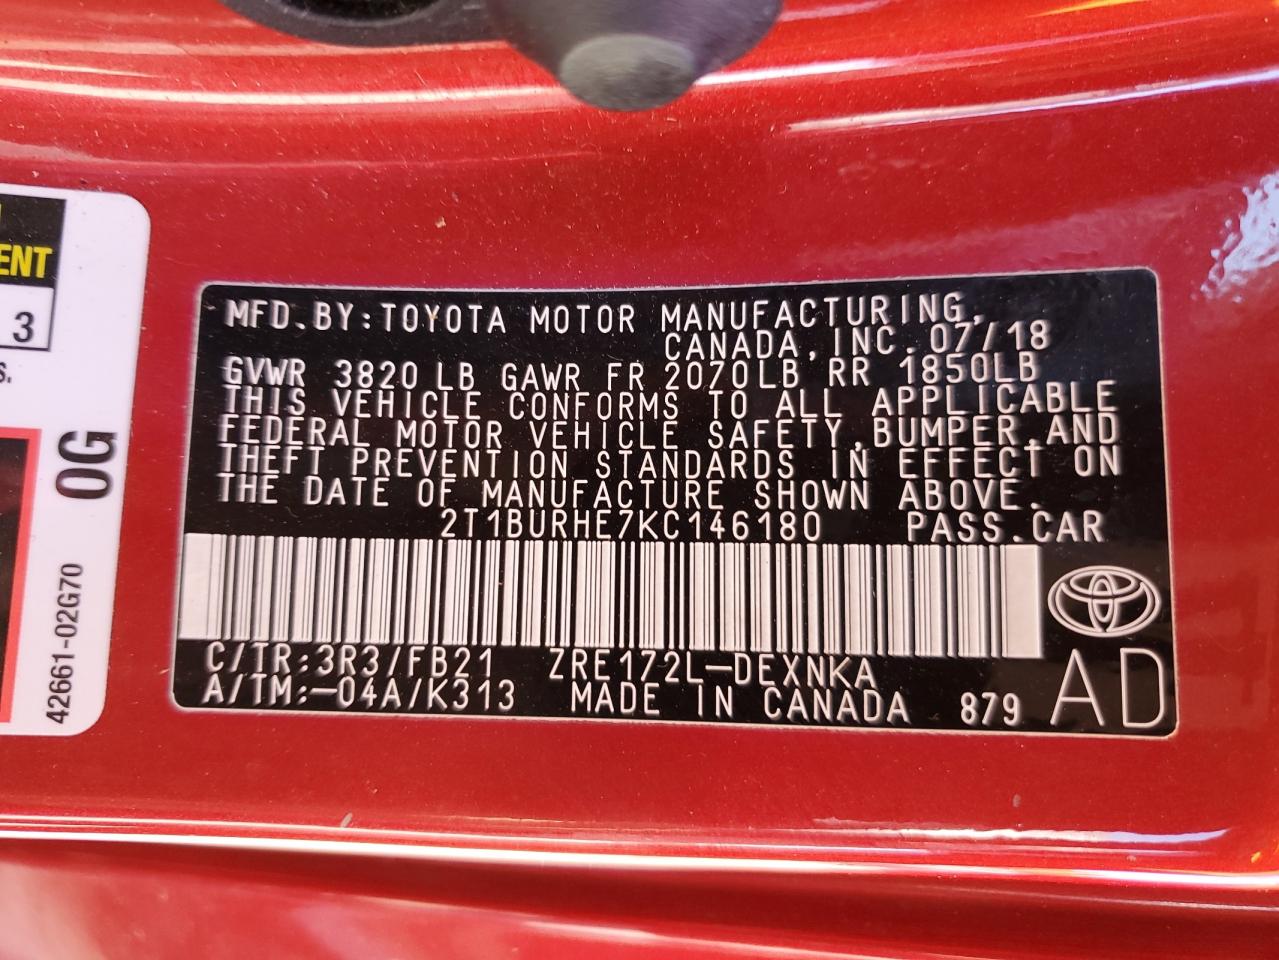 ENT
3
S.
0G
42661-02G70
MFD.BY:TOYOTA MOTOR MANUFACTURING,
CANADA,INC.07/18
GVWR 3820LB GAWR FR 2070LB RR 1850LB
THIS VEHICLE CONFORMS TO ALL APPLICABLE
FEDERAL MOTOR VEHICLE SAFETY,BUMPER,AND
THEFT PREVENTION STANDARDS IN EFFECT ON
THE DATE OF MANUFACTURE SHOWN ABOVE.
2T1BURHE7KC146180 PASS.CAR
C/TR:3R3/FB21 ZRE172L-DEXNKA
A/TM:-04A/K313 MADE IN CANADA 879 AD